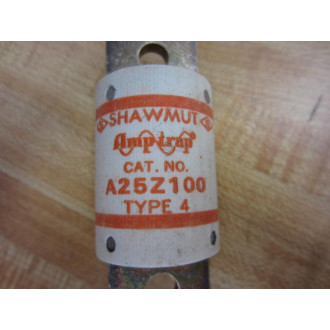 SHAWMUT
Amp-trap
CAT. NO.
A25Z100
TYPE 4